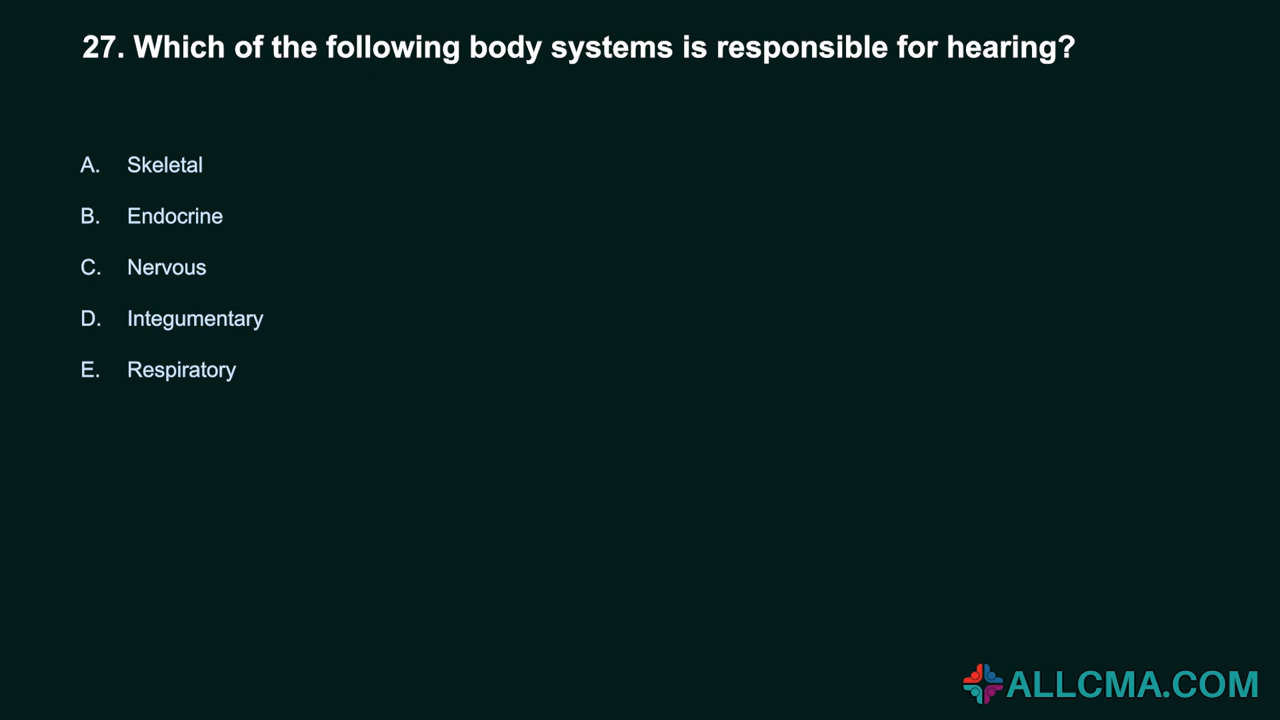 27. Which of the following body systems is responsible for hearing?
A. Skeletal
B. Endocrine
C. Nervous
D. Integumentary
E. Respiratory
ALLCMA.COM